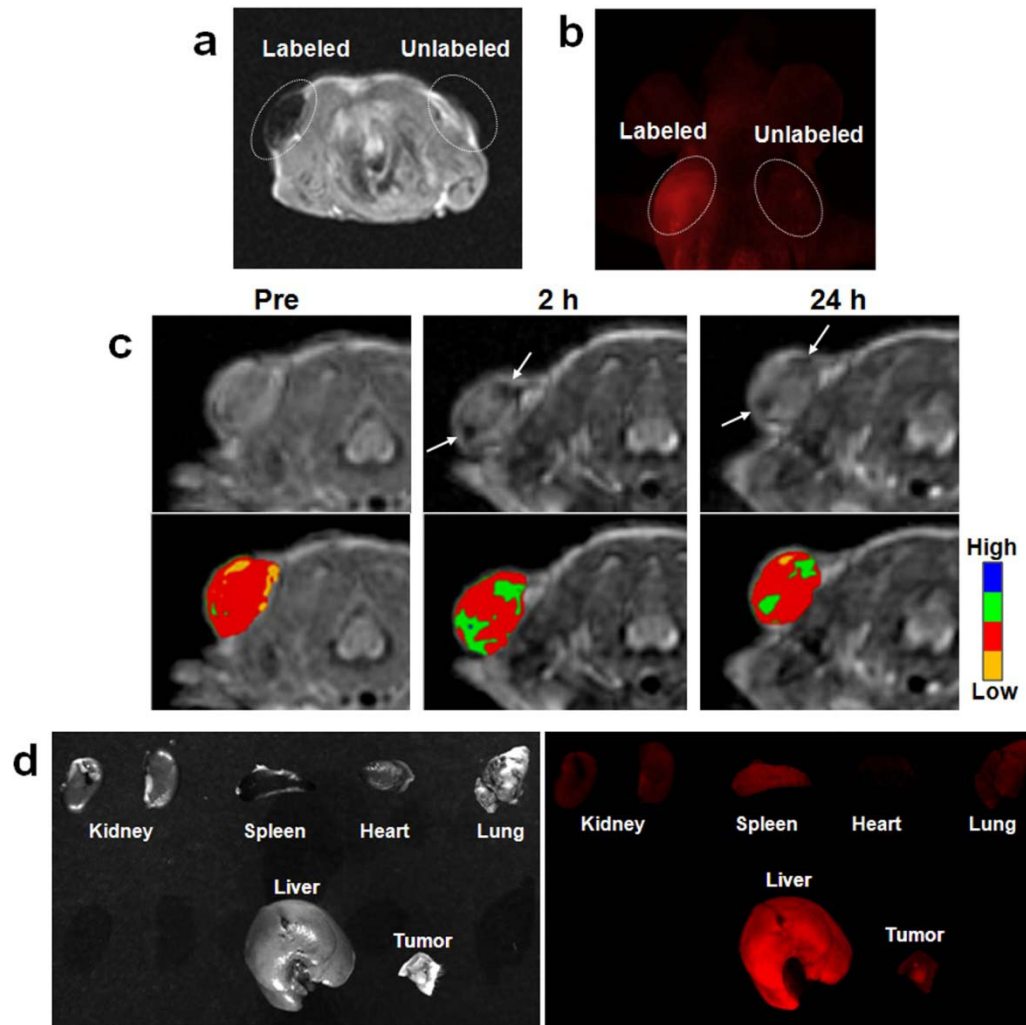 a
Labeled
Unlabeled
b
Labeled
Unlabeled
Pre
2 h
24 h
c
High
Low
d
Kidney
Spleen
Heart
Lung
Liver
Tumor
Kidney
Spleen
Heart
Lung
Liver
Tumor